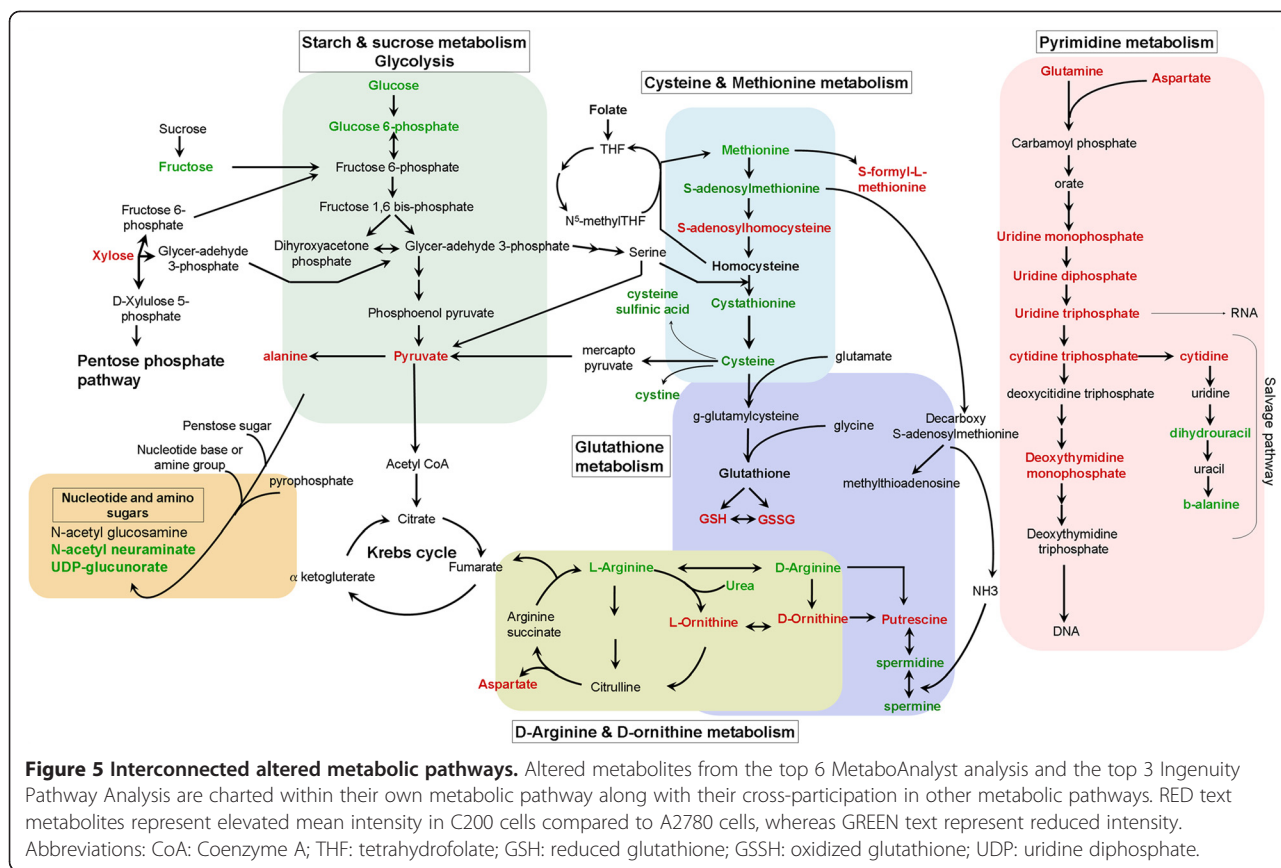 Starch & sucrose metabolism
Glycolysis
Glucose
Glucose 6-phosphate
Sucrose
Fructose
Fructose 6-phosphate
Fructose 1,6 bis-phosphate
Fructose 6-
phosphate
Xylose
Glycer-adehyde
3-phosphate
Dihyroxyacetone
phosphate
Glycer-adehyde 3-phosphate
D-Xylulose 5-
phosphate
Pentose phosphate
pathway
Phosphoenol pyruvate
alanine
Pyruvate
Penstose sugar
Nucleotide base or
amine group
pyrophosphate
Nucleotide and amino
sugars
N-acetyl glucosamine
N-acetyl neuraminate
UDP-glucunorate
Acetyl CoA
Citrate
Krebs cycle
Fumarate
α ketogluterate
Cysteine & Methionine metabolism
Folate
THF
N⁵-methylTHF
Methionine
S-formyl-L-
methionine
S-adenosylmethionine
S-adenosylhomocysteine
Serine
Homocysteine
cysteine
sulfinic acid
Cystathionine
mercapto
pyruvate
Cysteine
cystine
glutamate
g-glutamylcysteine
glycine
Glutathione
metabolism
Glutathione
GSH
GSSG
Decarboxy
S-adenosylmethionine
methylthioadenosine
NH3
L-Arginine
D-Arginine
Urea
Arginine
succinate
L-Ornithine
D-Ornithine
Putrescine
spermidine
spermine
Aspartate
Citrulline
D-Arginine & D-ornithine metabolism
Pyrimidine metabolism
Glutamine
Aspartate
Carbamoyl phosphate
orate
Uridine monophosphate
Uridine diphosphate
Uridine triphosphate
RNA
cytidine triphosphate
cytidine
deoxycitidine triphosphate
uridine
dihydrouracil
Deoxythymidine
monophosphate
uracil
b-alanine
Deoxythymidine
triphosphate
DNA
Salvage pathway
Figure 5 Interconnected altered metabolic pathways. Altered metabolites from the top 6 MetaboAnalyst analysis and the top 3 Ingenuity
Pathway Analysis are charted within their own metabolic pathway along with their cross-participation in other metabolic pathways. RED text
metabolites represent elevated mean intensity in C200 cells compared to A2780 cells, whereas GREEN text represent reduced intensity.
Abbreviations: CoA: Coenzyme A; THF: tetrahydrofolate; GSH: reduced glutathione; GSSH: oxidized glutathione; UDP: uridine diphosphate.